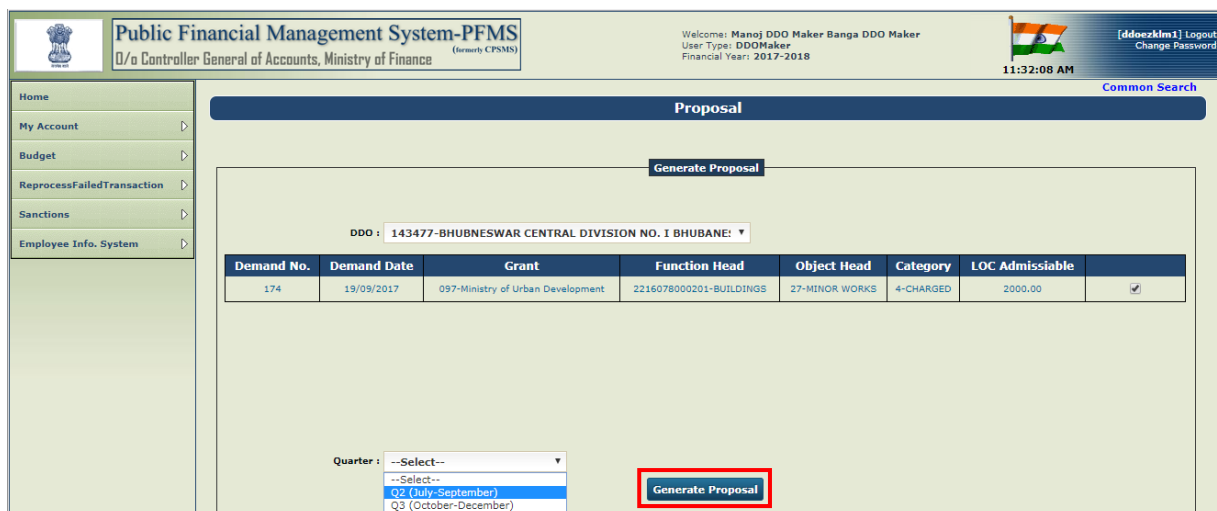 Public Financial Management System-PFMS
(formerly CPSMS)
O/o Controller General of Accounts, Ministry of Finance
Welcome: Manoj DDO Maker Banga DDO Maker
User Type: DDOMaker
Financial Year: 2017-2018
11:32:08 AM
[ddoezklm1] Logout
Change Password
Common Search
Home
My Account
Budget
ReprocessFailedTransaction
Sanctions
Employee Info. System
Proposal
Generate Proposal
DDO : 143477-BHUBNESWAR CENTRAL DIVISION NO. I BHUBANE:
Demand No. Demand Date Grant Function Head Object Head Category LOC Admissiable
174 19/09/2017 097-Ministry of Urban Development 2216078000201-BUILDINGS 27-MINOR WORKS 4-CHARGED 2000.00
Quarter : --Select--
--Select--
Q2 (July-September)
Q3 (October-December)
Generate Proposal